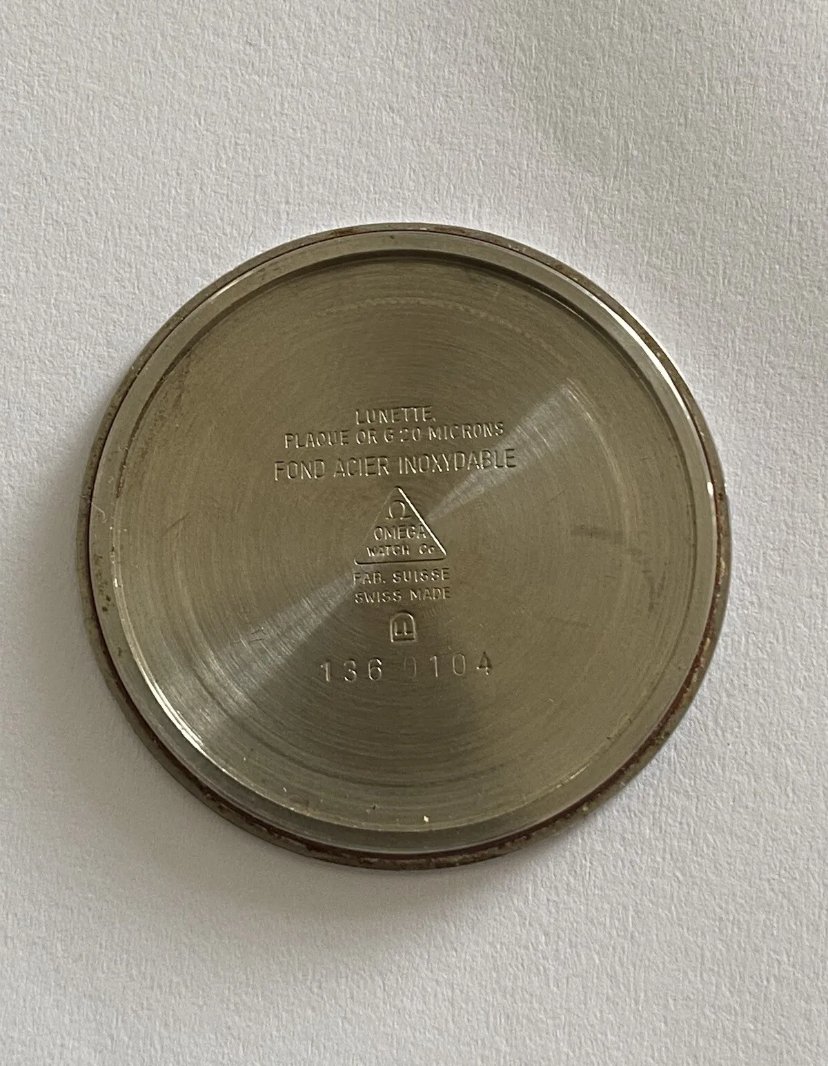 LUNETTE
PLAQUE OR G 20 MICRONS
FOND ACIER INOXYDABLE
Ω
OMEGA
WATCH Co
FAB. SUISSE
SWISS MADE
136 0104